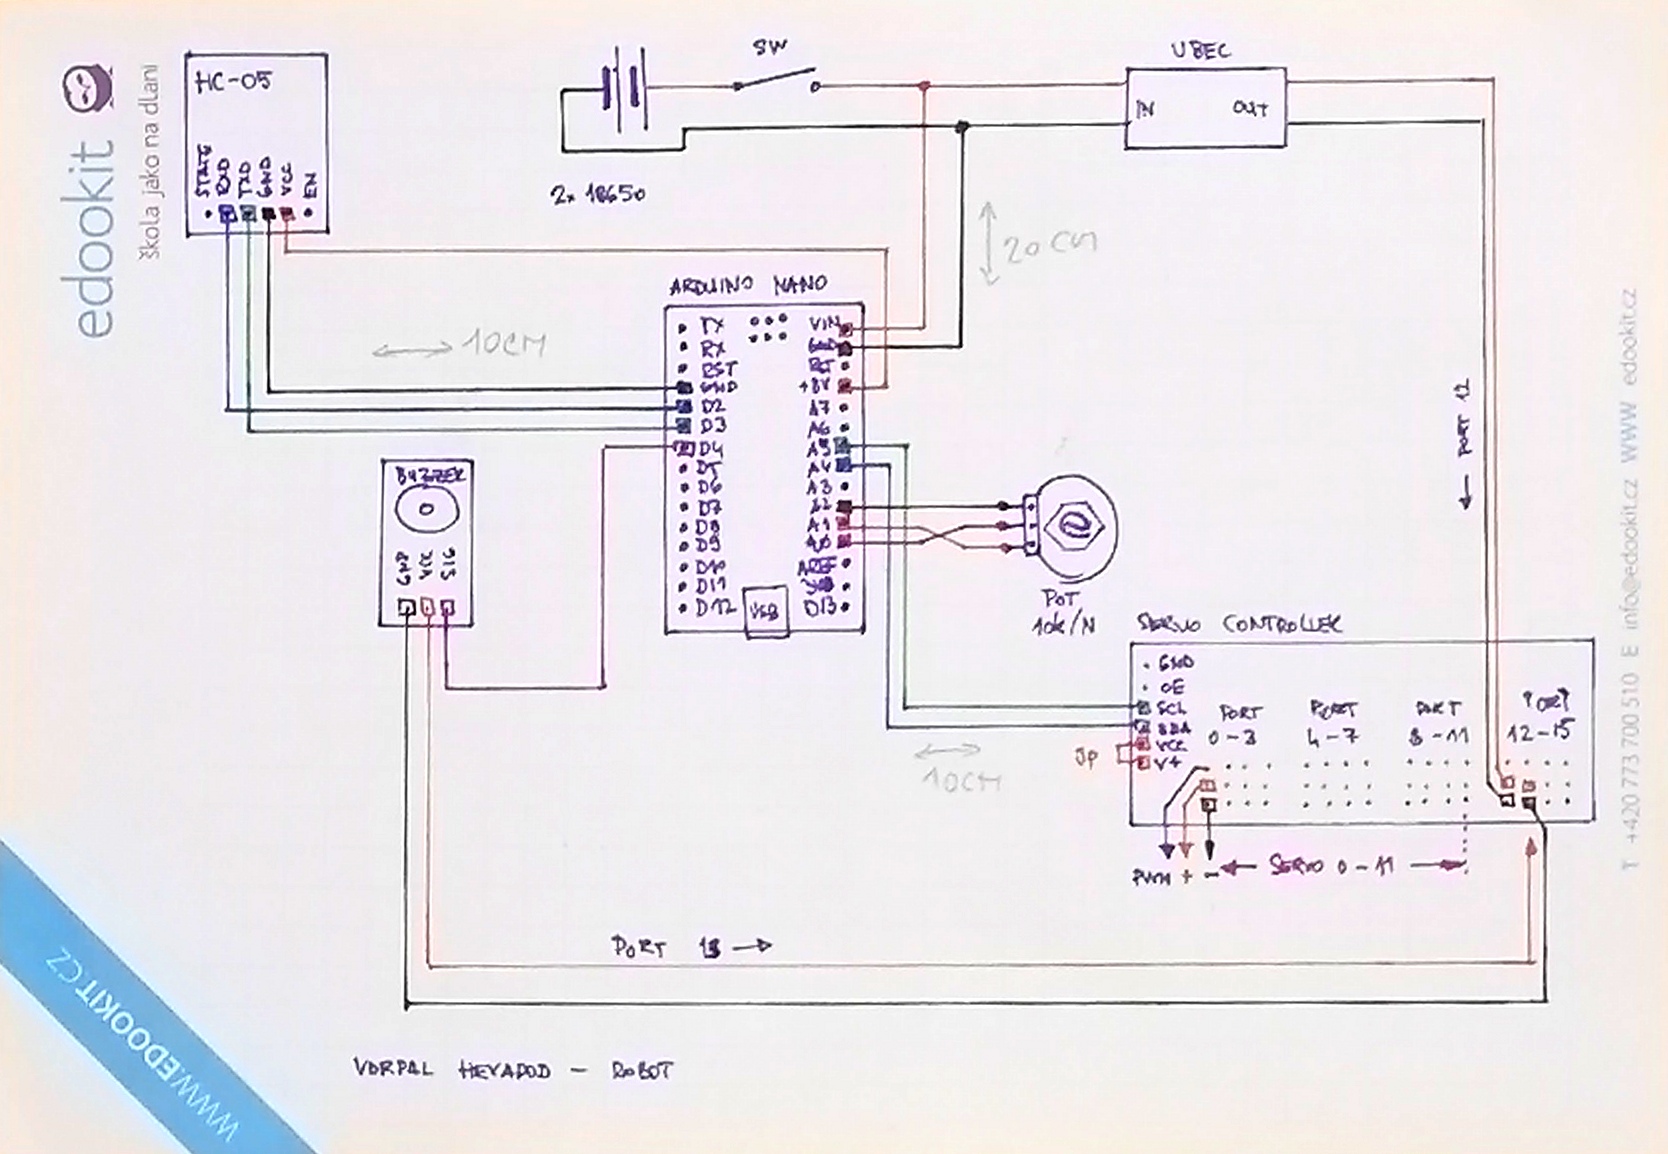 edookit
škola jako na dlani
HC-05
STATE
RXD
TXD
GND
VCC
EN
SW
2x 18650
UBEC
IN
OUT
20 CM
10CM
ARDUINO NANO
TX
RX
RST
GND
D2
D3
D4
D5
D6
D7
D8
D9
D10
D11
D12
USB
VIN
+5V
A7
A6
A5
A4
A3
A2
A1
A0
D13
BUZZER
GND
VCC
SIG
POT
10k/N
← PORT 12
SERVO CONTROLLER
GND
OE
SCL
SDA
VCC
V+
JP
PORT
0-3
PORT
4-7
PORT
8-11
PORT
12-15
10CM
PWM + -
← SERVO 0-11 →
PORT 13 →
VORPAL HEXAPOD - ROBOT
WWW.EDOOKIT.CZ
T +420 773 700 510 E info@edookit.cz WWW edookit.cz